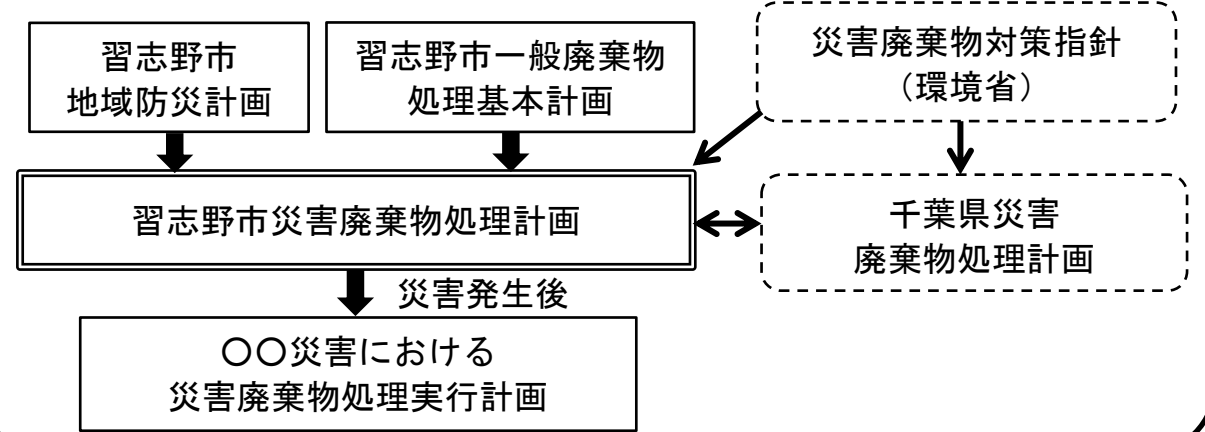 習志野市
地域防災計画
習志野市一般廃棄物
処理基本計画
災害廃棄物対策指針
（環境省）
習志野市災害廃棄物処理計画
千葉県災害
廃棄物処理計画
災害発生後
〇〇災害における
災害廃棄物処理実行計画